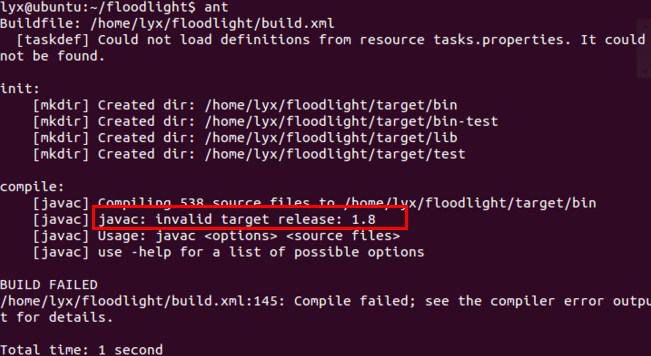 lyx@ubuntu:~/floodlight$ ant
Buildfile: /home/lyx/floodlight/build.xml
[taskdef] Could not load definitions from resource tasks.properties. It could
not be found.
init:
[mkdir] Created dir: /home/lyx/floodlight/target/bin
[mkdir] Created dir: /home/lyx/floodlight/target/bin-test
[mkdir] Created dir: /home/lyx/floodlight/target/lib
[mkdir] Created dir: /home/lyx/floodlight/target/test
compile:
[javac] Compiling 538 source files to /home/lyx/floodlight/target/bin
[javac] javac: invalid target release: 1.8
[javac] Usage: javac <options> <source files>
[javac] use -help for a list of possible options
BUILD FAILED
/home/lyx/floodlight/build.xml:145: Compile failed; see the compiler error outpu
t for details.
Total time: 1 second